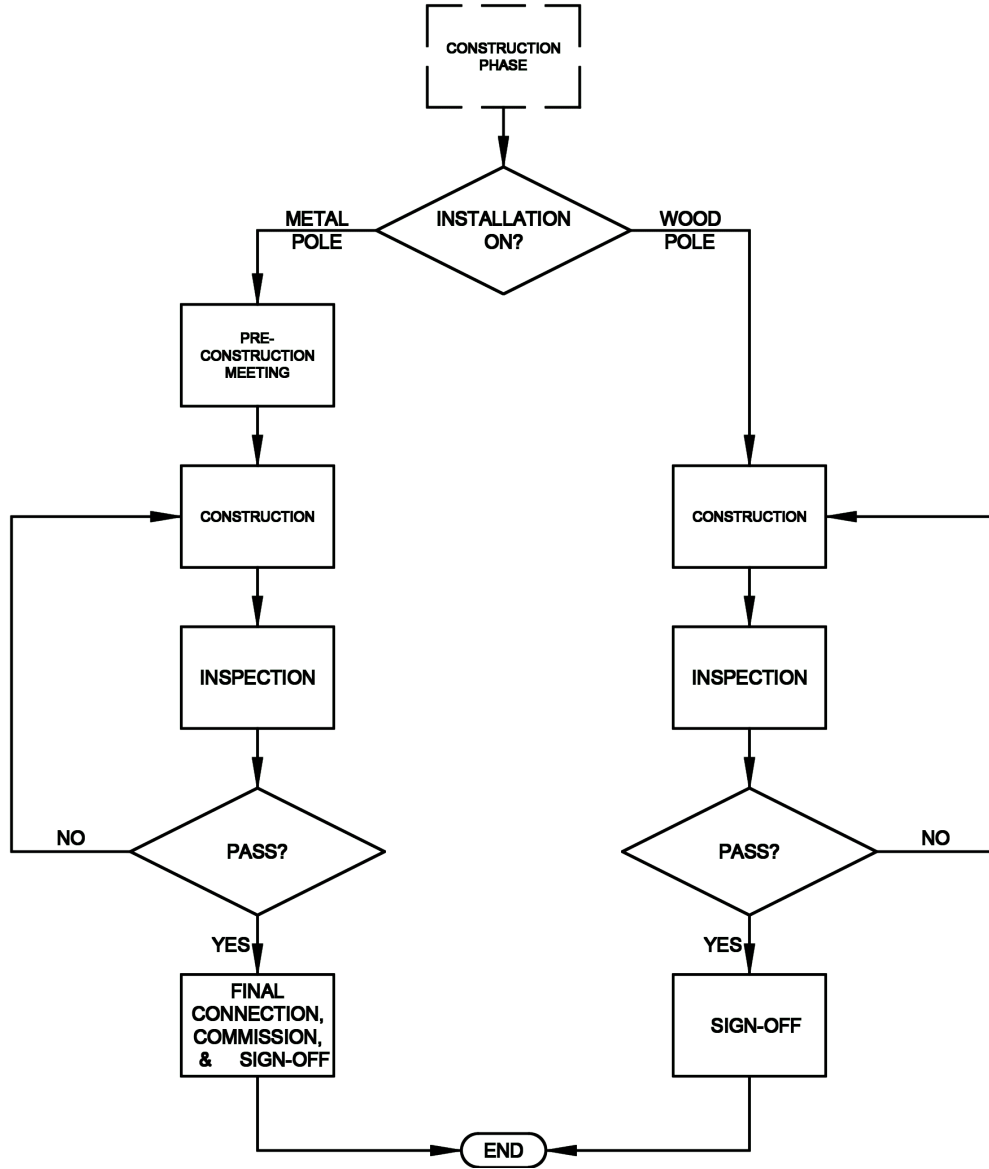 CONSTRUCTION
PHASE
INSTALLATION
ON?
METAL
POLE
WOOD
POLE
PRE-
CONSTRUCTION
MEETING
CONSTRUCTION
CONSTRUCTION
INSPECTION
INSPECTION
PASS?
NO
PASS?
NO
YES
YES
FINAL
CONNECTION,
COMMISSION,
& SIGN-OFF
SIGN-OFF
END